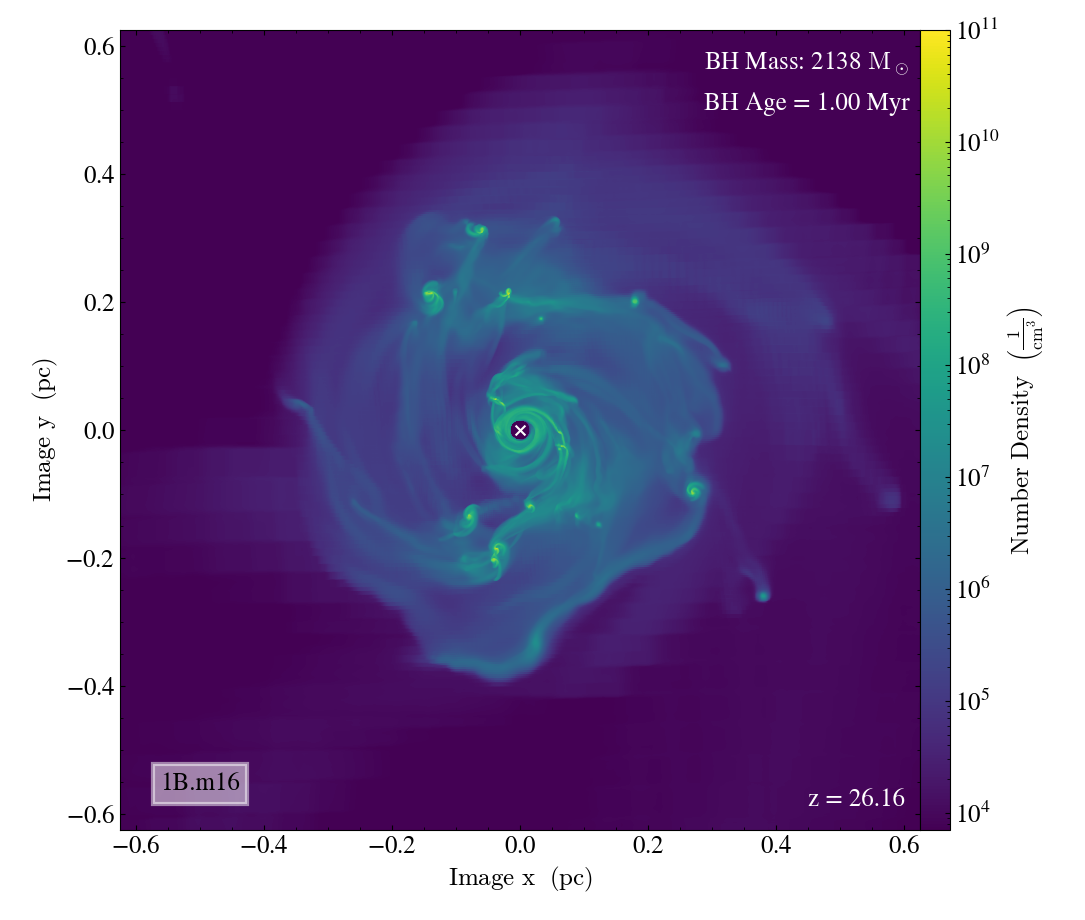 BH Mass: 2138 M☉
BH Age = 1.00 Myr
1B.m16
z = 26.16
0.6
0.4
0.2
0.0
−0.2
−0.4
−0.6
Image y (pc)
−0.6 −0.4 −0.2 0.0 0.2 0.4 0.6
Image x (pc)
10¹¹
10¹⁰
10⁹
10⁸
10⁷
10⁶
10⁵
10⁴
Number Density (1/cm³)